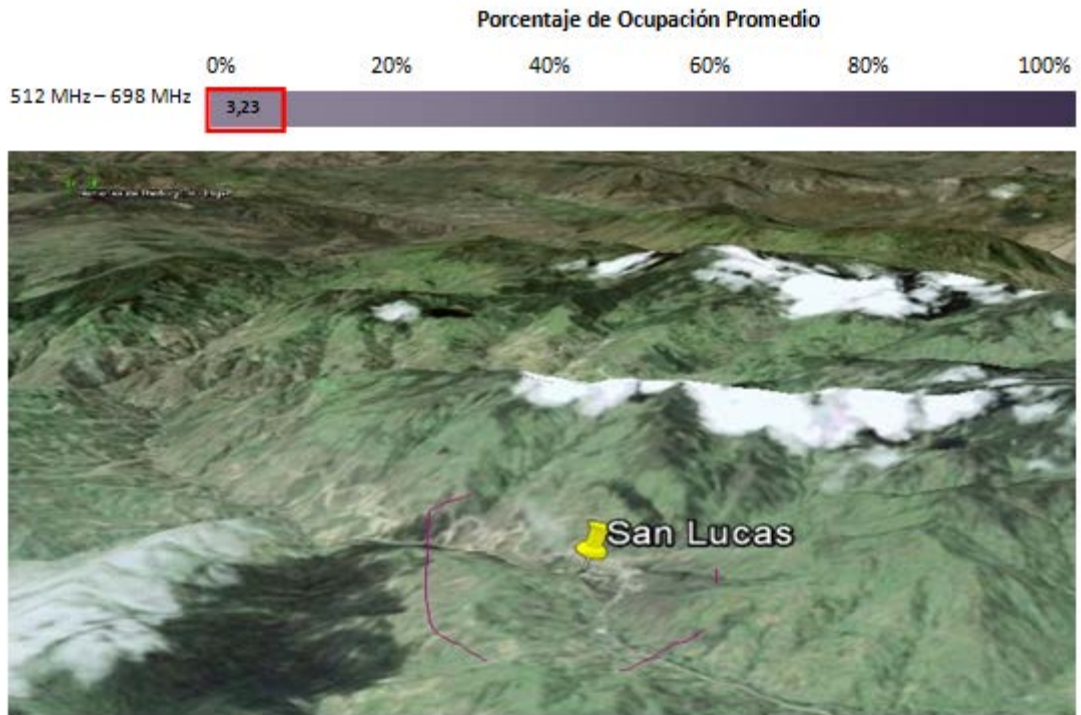 Porcentaje de Ocupación Promedio
0% 20% 40% 60% 80% 100%
512 MHz – 698 MHz 3,23
San Lucas